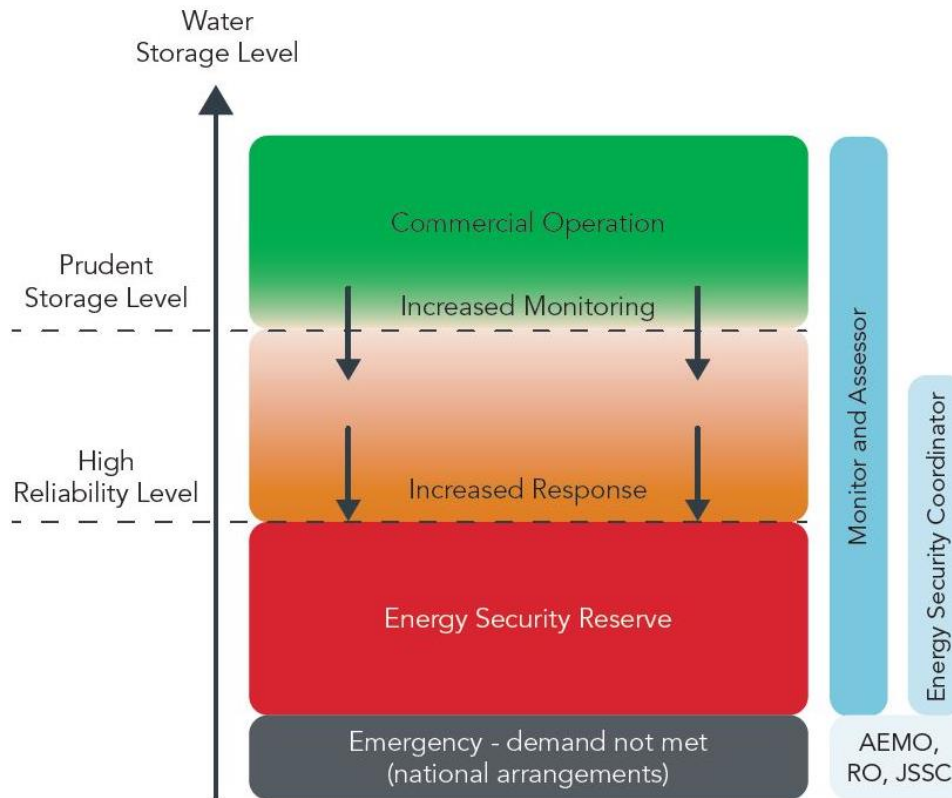 Water
Storage Level
Commercial Operation
Prudent
Storage Level
Increased Monitoring
High
Reliability Level
Increased Response
Energy Security Reserve
Emergency - demand not met
(national arrangements)
Monitor and Assessor
Energy Security Coordinator
AEMO,
RO, JSSC